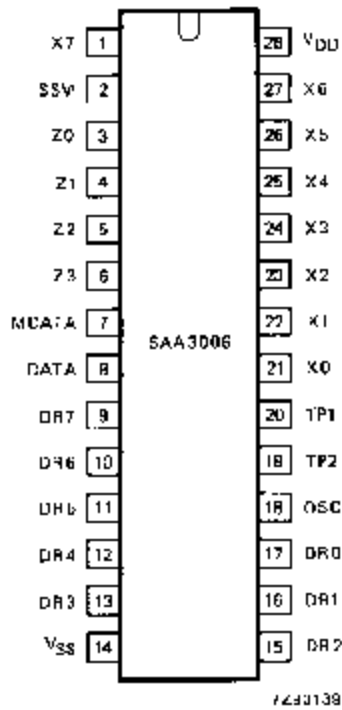 X7 1 28 VDD
SSM 2 27 X6
Z0 3 26 X5
Z1 4 25 X4
Z2 5 24 X3
Z3 6 23 X2
MDATA 7 22 X1
SAA3006
DATA 8 21 X0
DR7 9 20 TP1
DR6 10 19 TP2
DR5 11 18 OSC
DR4 12 17 DR0
DR3 13 16 DR1
VSS 14 15 DR2
7Z90139